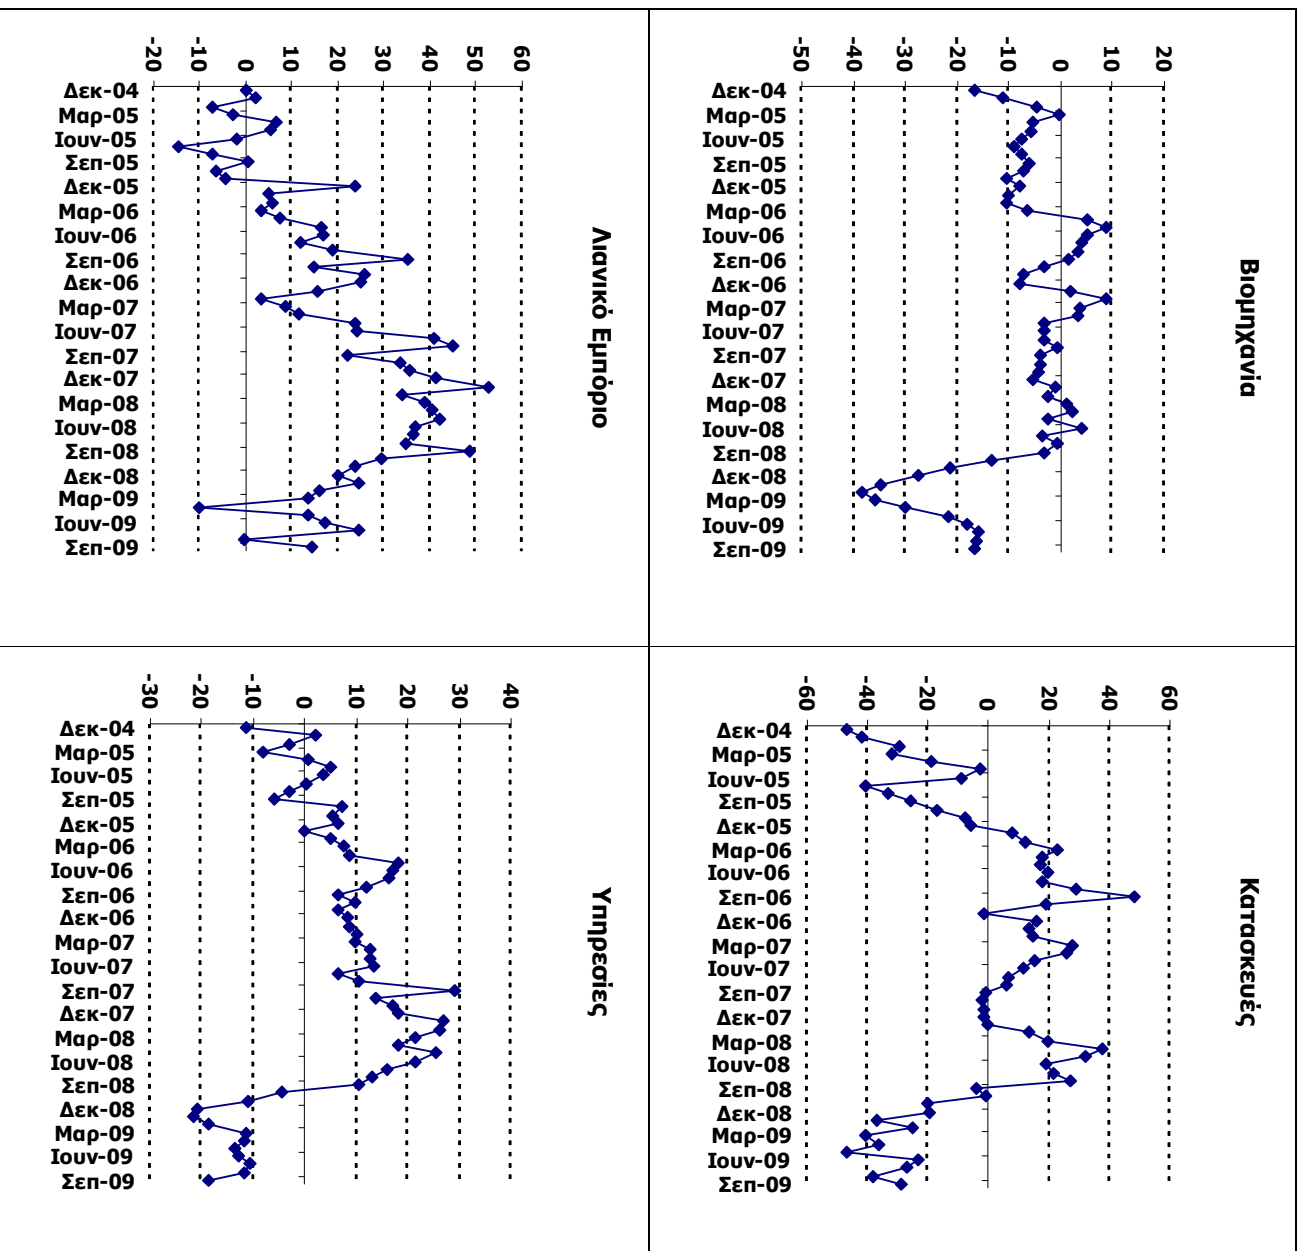 Λιανικό Εμπόριο
-20 -10 0 10 20 30 40 50 60
Δεκ-04
Μαρ-05
Ιουν-05
Σεπ-05
Δεκ-05
Μαρ-06
Ιουν-06
Σεπ-06
Δεκ-06
Μαρ-07
Ιουν-07
Σεπ-07
Δεκ-07
Μαρ-08
Ιουν-08
Σεπ-08
Δεκ-08
Μαρ-09
Ιουν-09
Σεπ-09
Βιομηχανία
-50 -40 -30 -20 -10 0 10 20
Δεκ-04
Μαρ-05
Ιουν-05
Σεπ-05
Δεκ-05
Μαρ-06
Ιουν-06
Σεπ-06
Δεκ-06
Μαρ-07
Ιουν-07
Σεπ-07
Δεκ-07
Μαρ-08
Ιουν-08
Σεπ-08
Δεκ-08
Μαρ-09
Ιουν-09
Σεπ-09
Υπηρεσίες
-30 -20 -10 0 10 20 30 40
Δεκ-04
Μαρ-05
Ιουν-05
Σεπ-05
Δεκ-05
Μαρ-06
Ιουν-06
Σεπ-06
Δεκ-06
Μαρ-07
Ιουν-07
Σεπ-07
Δεκ-07
Μαρ-08
Ιουν-08
Σεπ-08
Δεκ-08
Μαρ-09
Ιουν-09
Σεπ-09
Κατασκευές
-60 -40 -20 0 20 40 60
Δεκ-04
Μαρ-05
Ιουν-05
Σεπ-05
Δεκ-05
Μαρ-06
Ιουν-06
Σεπ-06
Δεκ-06
Μαρ-07
Ιουν-07
Σεπ-07
Δεκ-07
Μαρ-08
Ιουν-08
Σεπ-08
Δεκ-08
Μαρ-09
Ιουν-09
Σεπ-09